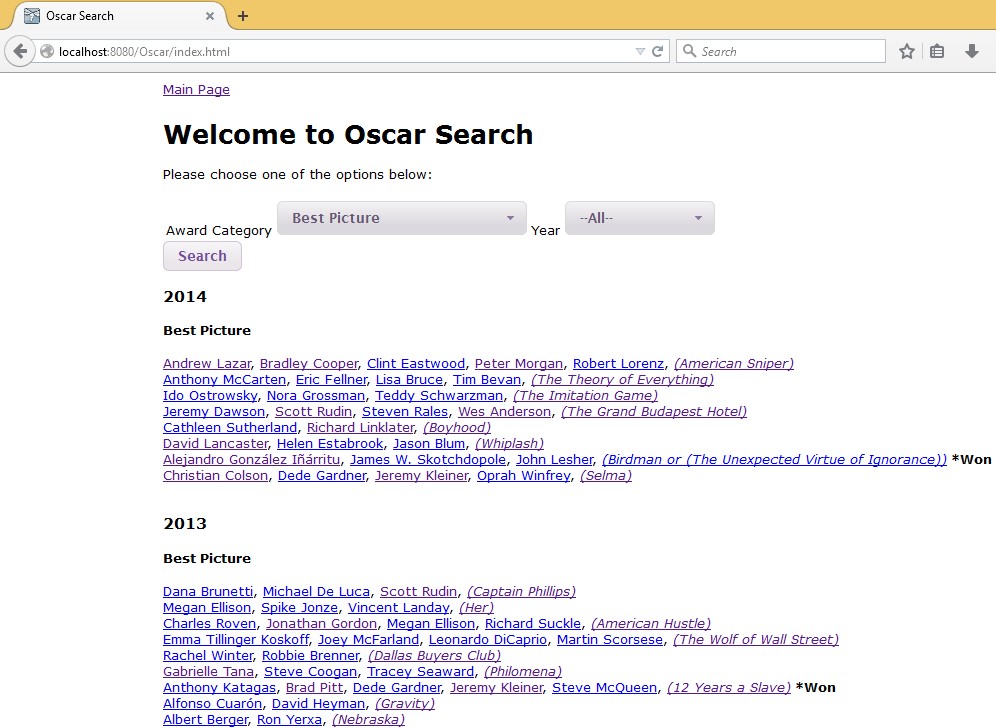 Oscar Search
localhost:8080/Oscar/index.html
Search
Main Page
Welcome to Oscar Search
Please choose one of the options below:
Award Category Best Picture Year --All--
Search
2014
Best Picture
Andrew Lazar, Bradley Cooper, Clint Eastwood, Peter Morgan, Robert Lorenz, (American Sniper)
Anthony McCarten, Eric Fellner, Lisa Bruce, Tim Bevan, (The Theory of Everything)
Ido Ostrowsky, Nora Grossman, Teddy Schwarzman, (The Imitation Game)
Jeremy Dawson, Scott Rudin, Steven Rales, Wes Anderson, (The Grand Budapest Hotel)
Cathleen Sutherland, Richard Linklater, (Boyhood)
David Lancaster, Helen Estabrook, Jason Blum, (Whiplash)
Alejandro González Iñárritu, James W. Skotchdopole, John Lesher, (Birdman or (The Unexpected Virtue of Ignorance)) *Won
Christian Colson, Dede Gardner, Jeremy Kleiner, Oprah Winfrey, (Selma)
2013
Best Picture
Dana Brunetti, Michael De Luca, Scott Rudin, (Captain Phillips)
Megan Ellison, Spike Jonze, Vincent Landay, (Her)
Charles Roven, Jonathan Gordon, Megan Ellison, Richard Suckle, (American Hustle)
Emma Tillinger Koskoff, Joey McFarland, Leonardo DiCaprio, Martin Scorsese, (The Wolf of Wall Street)
Rachel Winter, Robbie Brenner, (Dallas Buyers Club)
Gabrielle Tana, Steve Coogan, Tracey Seaward, (Philomena)
Anthony Katagas, Brad Pitt, Dede Gardner, Jeremy Kleiner, Steve McQueen, (12 Years a Slave) *Won
Alfonso Cuarón, David Heyman, (Gravity)
Albert Berger, Ron Yerxa, (Nebraska)